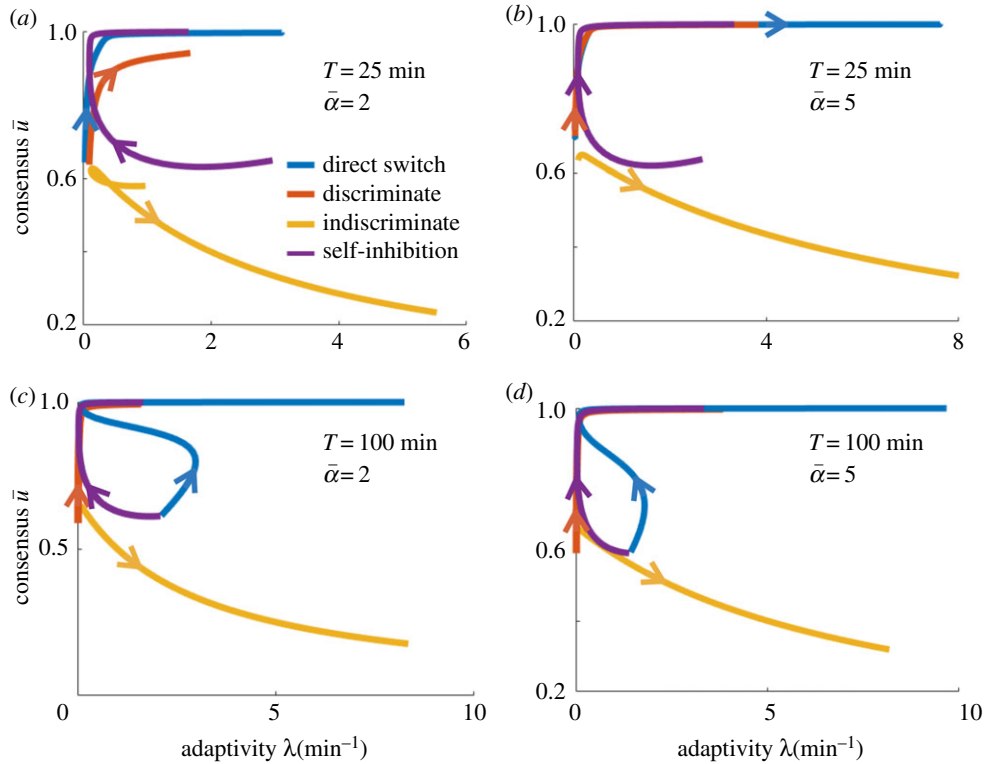 (a)
1.0
0.6
0.2
0
2
4
6
consensus ū
T = 25 min
ᾱ = 2
direct switch
discriminate
indiscriminate
self-inhibition
(b)
1.0
0.6
0.2
0
4
8
T = 25 min
ᾱ = 5
(c)
1.0
0.5
0
5
10
consensus ū
T = 100 min
ᾱ = 2
adaptivity λ(min⁻¹)
(d)
1.0
0.6
0.2
0
5
10
T = 100 min
ᾱ = 5
adaptivity λ(min⁻¹)